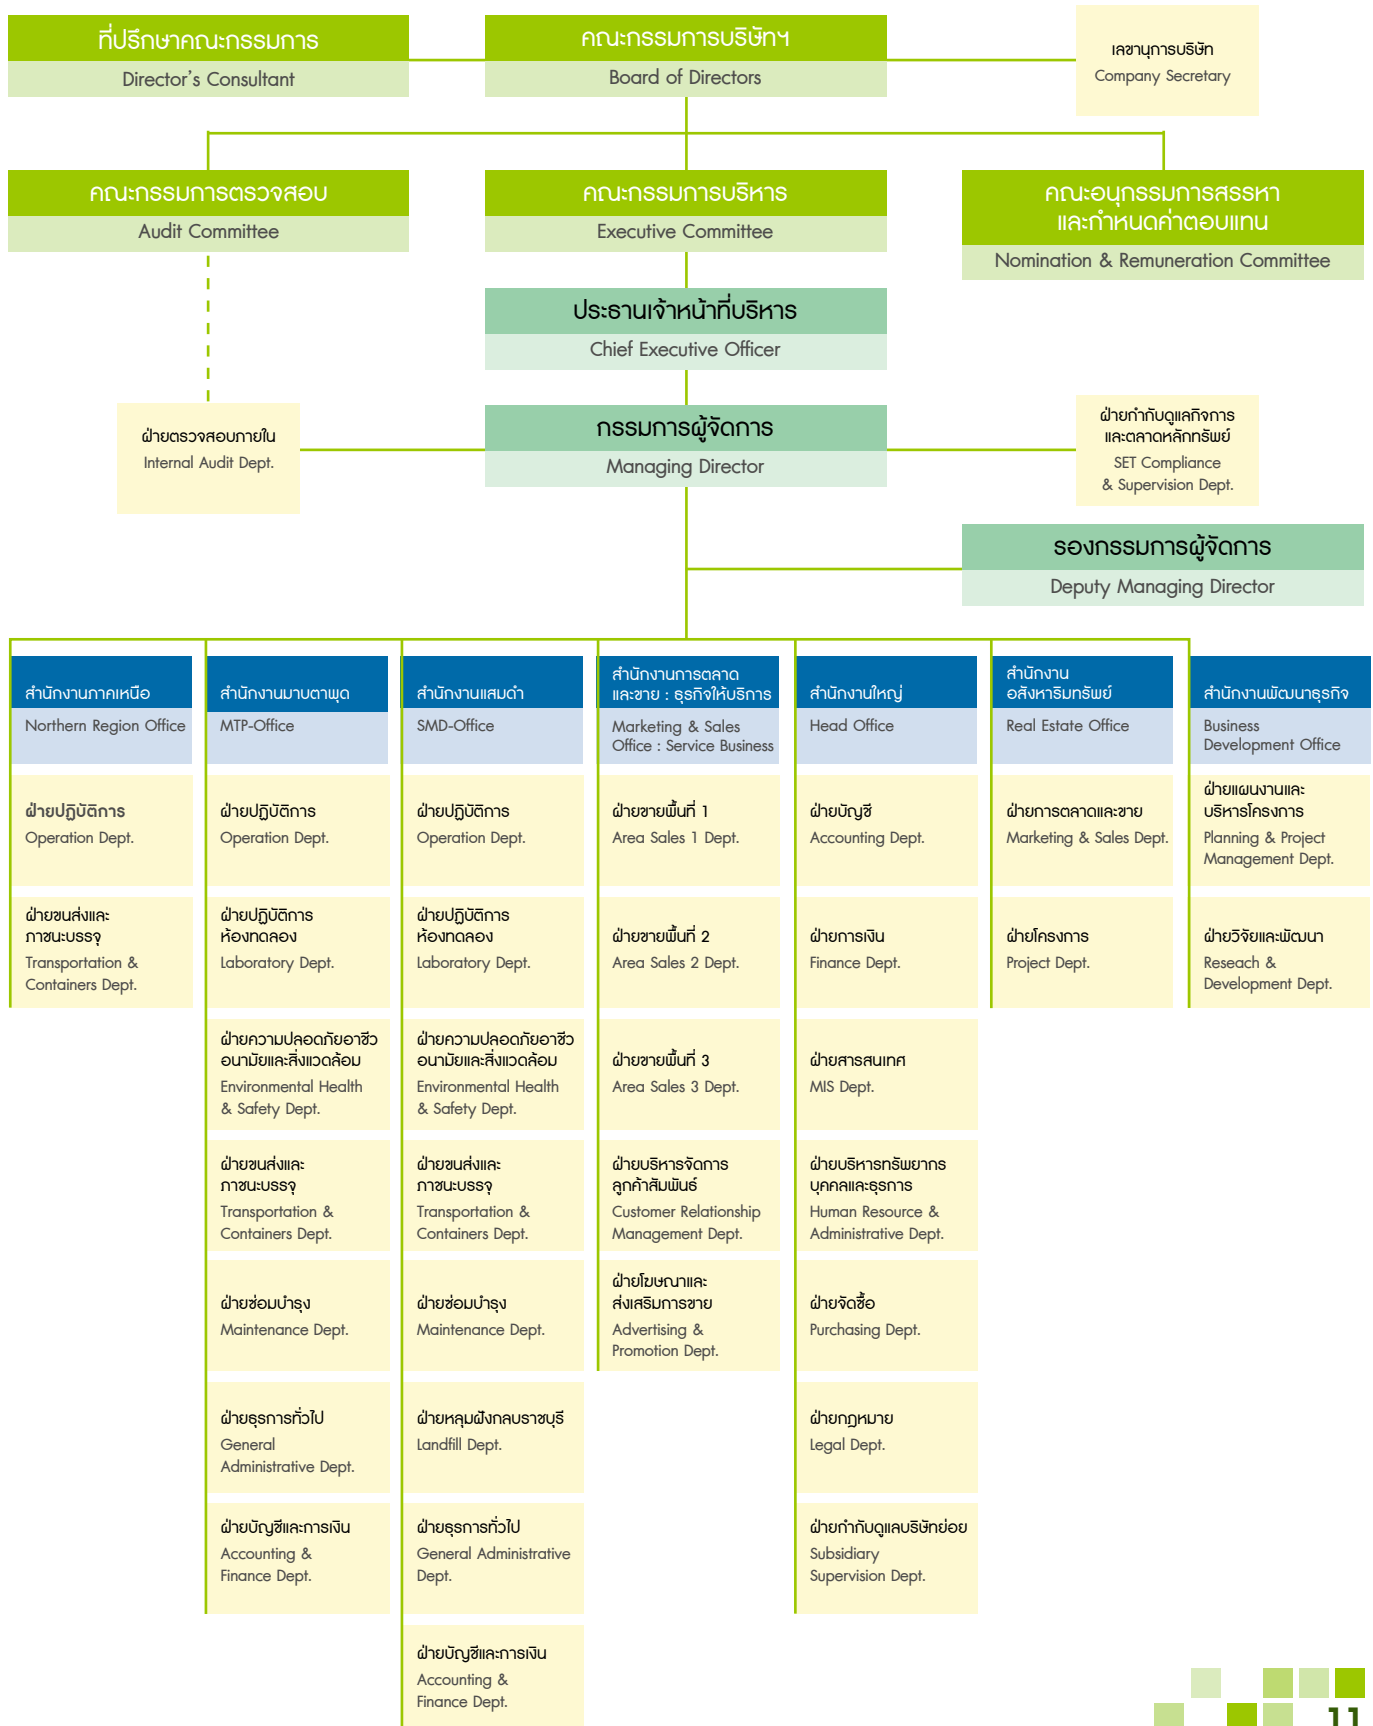 ที่ปรึกษาคณะกรรมการ
Director's Consultant
คณะกรรมการบริษัทฯ
Board of Directors
เลขานุการบริษัท
Company Secretary
คณะกรรมการตรวจสอบ
Audit Committee
คณะกรรมการบริหาร
Executive Committee
คณะอนุกรรมการสรรหา
และกำหนดค่าตอบแทน
Nomination & Remuneration Committee
ประธานเจ้าหน้าที่บริหาร
Chief Executive Officer
ฝ่ายตรวจสอบภายใน
Internal Audit Dept.
กรรมการผู้จัดการ
Managing Director
ฝ่ายกำกับดูแลกิจการ
และตลาดหลักทรัพย์
SET Compliance
& Supervision Dept.
รองกรรมการผู้จัดการ
Deputy Managing Director
สำนักงานภาคเหนือ
Northern Region Office
ฝ่ายปฏิบัติการ
Operation Dept.
ฝ่ายขนส่งและ
ภาชนะบรรจุ
Transportation &
Containers Dept.
สำนักงานมาบตาพุด
MTP-Office
ฝ่ายปฏิบัติการ
Operation Dept.
ฝ่ายปฏิบัติการ
ห้องทดลอง
Laboratory Dept.
ฝ่ายความปลอดภัยอาชีว
อนามัยและสิ่งแวดล้อม
Environmental Health
& Safety Dept.
ฝ่ายขนส่งและ
ภาชนะบรรจุ
Transportation &
Containers Dept.
ฝ่ายซ่อมบำรุง
Maintenance Dept.
ฝ่ายธุรการทั่วไป
General
Administrative Dept.
ฝ่ายบัญชีและการเงิน
Accounting &
Finance Dept.
สำนักงานแสมดำ
SMD-Office
ฝ่ายปฏิบัติการ
Operation Dept.
ฝ่ายปฏิบัติการ
ห้องทดลอง
Laboratory Dept.
ฝ่ายความปลอดภัยอาชีว
อนามัยและสิ่งแวดล้อม
Environmental Health
& Safety Dept.
ฝ่ายขนส่งและ
ภาชนะบรรจุ
Transportation &
Containers Dept.
ฝ่ายซ่อมบำรุง
Maintenance Dept.
ฝ่ายหลุมฝังกลบราชบุรี
Landfill Dept.
ฝ่ายธุรการทั่วไป
General Administrative
Dept.
ฝ่ายบัญชีและการเงิน
Accounting &
Finance Dept.
สำนักงานการตลาด
และขาย : ธุรกิจให้บริการ
Marketing & Sales
Office : Service Business
ฝ่ายขายพื้นที่ 1
Area Sales 1 Dept.
ฝ่ายขายพื้นที่ 2
Area Sales 2 Dept.
ฝ่ายขายพื้นที่ 3
Area Sales 3 Dept.
ฝ่ายบริหารจัดการ
ลูกค้าสัมพันธ์
Customer Relationship
Management Dept.
ฝ่ายโฆษณาและ
ส่งเสริมการขาย
Advertising &
Promotion Dept.
สำนักงานใหญ่
Head Office
ฝ่ายบัญชี
Accounting Dept.
ฝ่ายการเงิน
Finance Dept.
ฝ่ายสารสนเทศ
MIS Dept.
ฝ่ายบริหารทรัพยากร
บุคคลและธุรการ
Human Resource &
Administrative Dept.
ฝ่ายจัดซื้อ
Purchasing Dept.
ฝ่ายกฎหมาย
Legal Dept.
ฝ่ายกำกับดูแลบริษัทย่อย
Subsidiary
Supervision Dept.
สำนักงาน
อสังหาริมทรัพย์
Real Estate Office
ฝ่ายการตลาดและขาย
Marketing & Sales Dept.
ฝ่ายโครงการ
Project Dept.
สำนักงานพัฒนาธุรกิจ
Business
Development Office
ฝ่ายแผนงานและ
บริหารโครงการ
Planning & Project
Management Dept.
ฝ่ายวิจัยและพัฒนา
Reseach &
Development Dept.
11